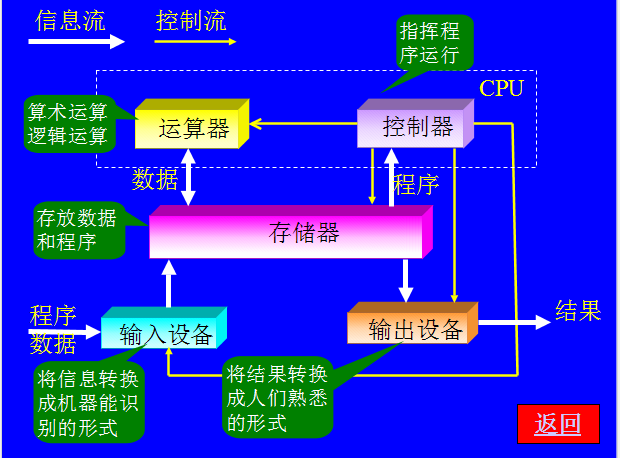 信息流
控制流
指挥程
序运行
CPU
算术运算
逻辑运算
运算器
控制器
数据
程序
存放数据
和程序
存储器
程序
数据
输入设备
输出设备
结果
将信息转换
成机器能识
别的形式
将结果转换
成人们熟悉
的形式
返回